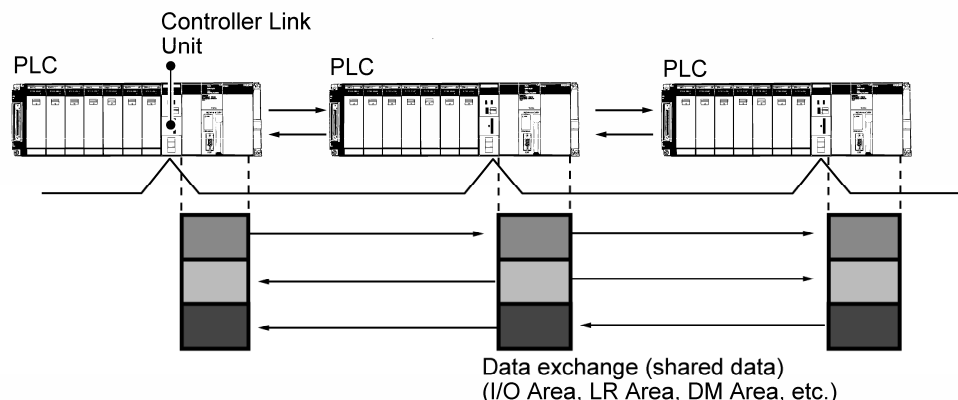 Controller Link
Unit
PLC
PLC
PLC
Data exchange (shared data)
(I/O Area, LR Area, DM Area, etc.)